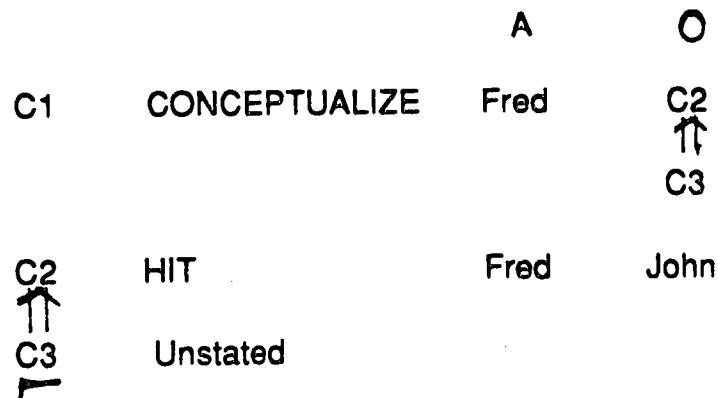 A O
C1 CONCEPTUALIZE Fred C2
C3
C2 HIT Fred John
C3 Unstated